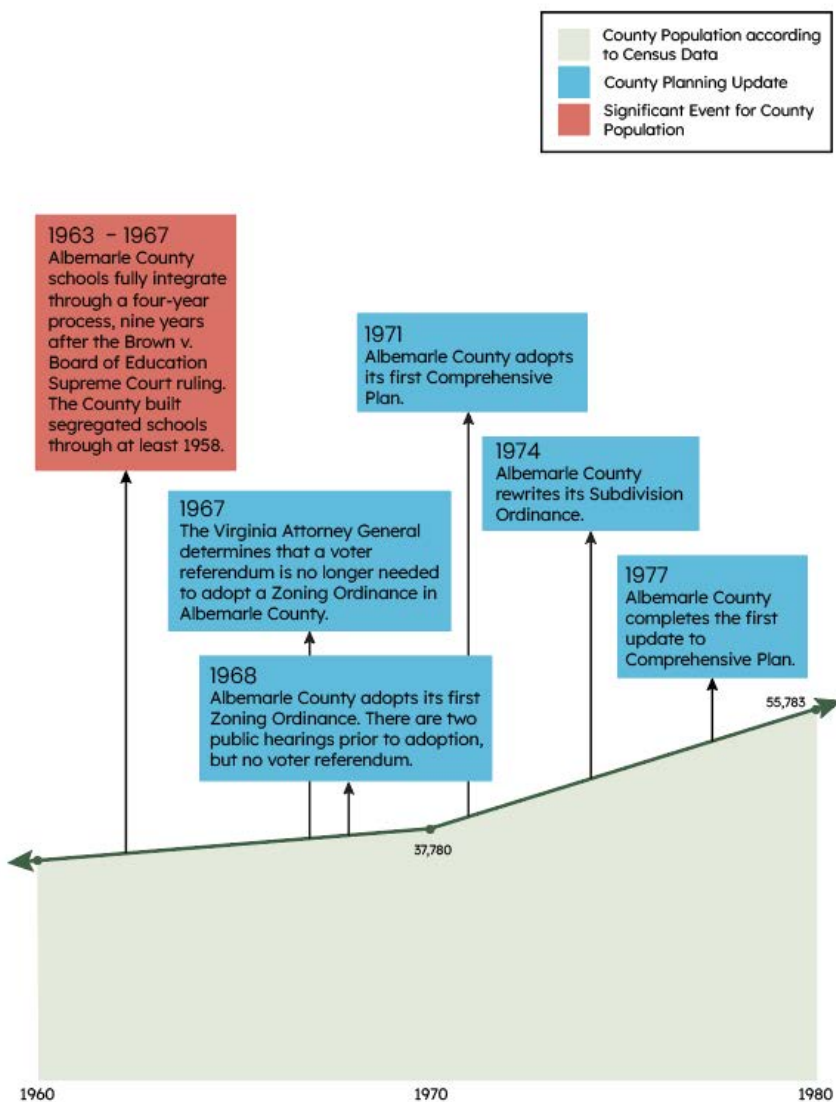 County Population according
to Census Data
County Planning Update
Significant Event for County
Population
1963 - 1967
Albemarle County
schools fully integrate
through a four-year
process, nine years
after the Brown v.
Board of Education
Supreme Court ruling.
The County built
segregated schools
through at least 1958.
1971
Albemarle County adopts
its first Comprehensive
Plan.
1974
Albemarle County
rewrites its Subdivision
Ordinance.
1967
The Virginia Attorney General
determines that a voter
referendum is no longer needed
to adopt a Zoning Ordinance in
Albemarle County.
1977
Albemarle County
completes the first
update to
Comprehensive Plan.
1968
Albemarle County adopts its first
Zoning Ordinance. There are two
public hearings prior to adoption,
but no voter referendum.
55,783
37,780
1960
1970
1980